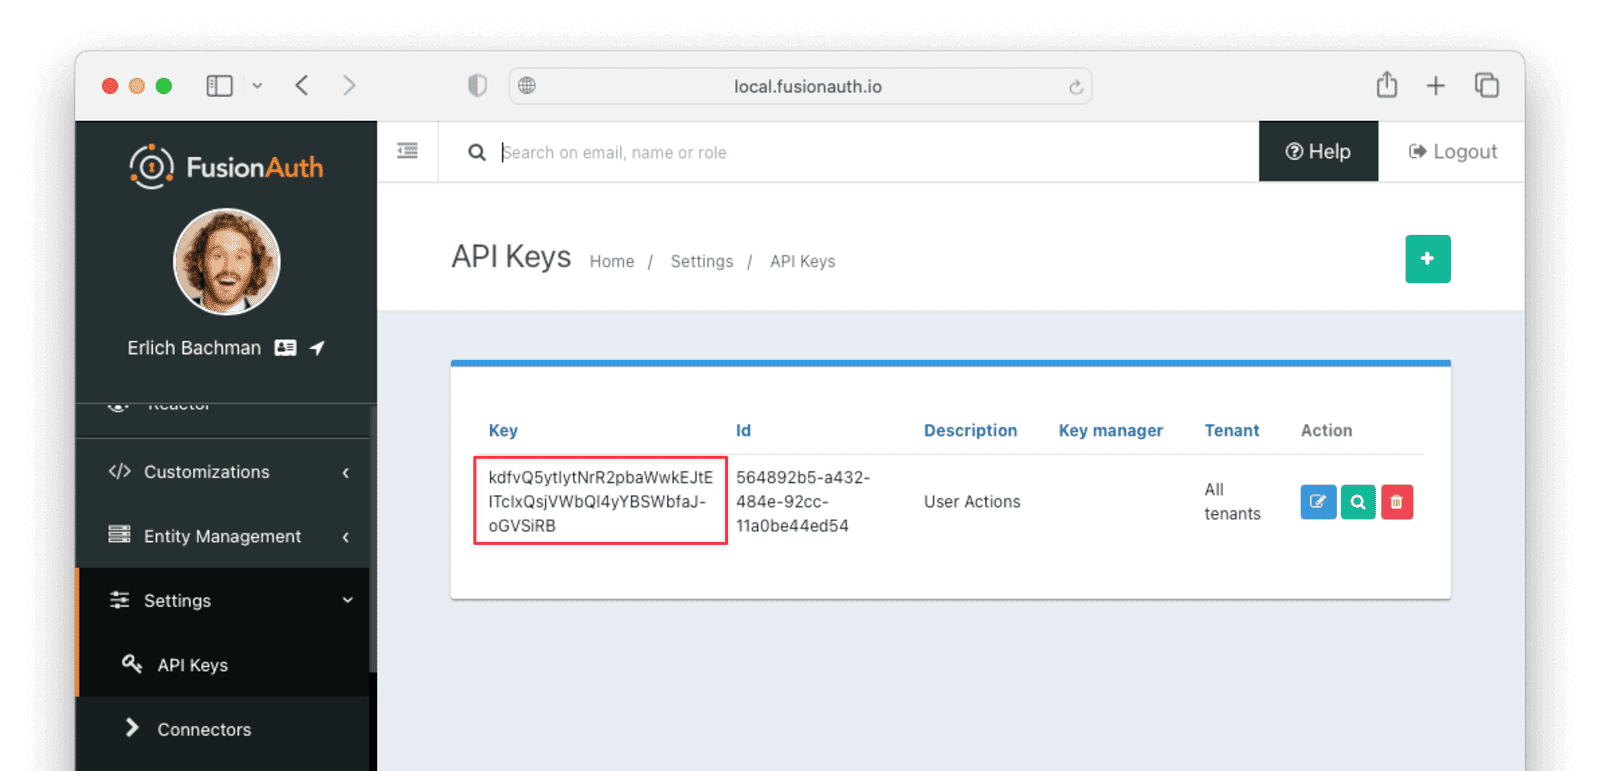 local.fusionauth.io
FusionAuth
Search on email, name or role
Help
Logout
Erlich Bachman
API Keys
Home / Settings / API Keys
Reactor
Customizations
Entity Management
Settings
API Keys
Connectors
Key Id Description Key manager Tenant Action
kdfvQ5ytIytNrR2pbaWwkEJtE
ITcIxQsjVWbQI4yYBSWbfaJ-
oGVSiRB
564892b5-a432-
484e-92cc-
11a0be44ed54
User Actions
All
tenants